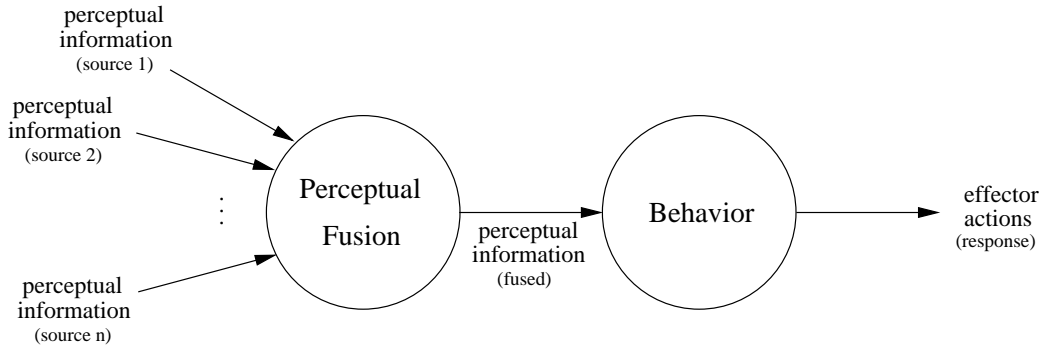 perceptual
information
(source 1)
perceptual
information
(source 2)
perceptual
information
(source n)
Perceptual
Fusion
perceptual
information
(fused)
Behavior
effector
actions
(response)